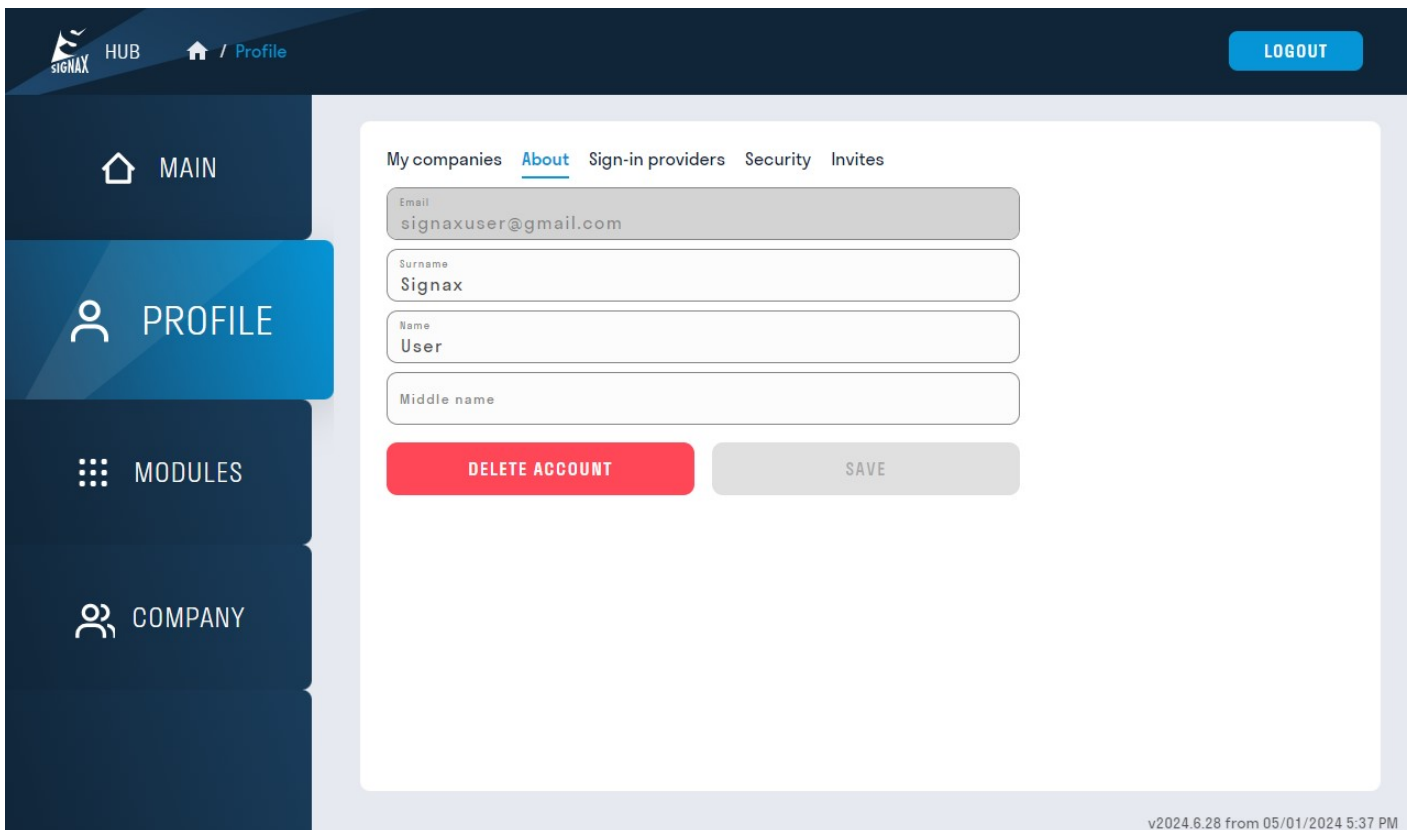 SIGNAX HUB / Profile LOGOUT
MAIN
PROFILE
MODULES
COMPANY
My companies About Sign-in providers Security Invites
Email
signaxuser@gmail.com
Surname
Signax
Name
User
Middle name
DELETE ACCOUNT SAVE
v2024.6.28 from 05/01/2024 5:37 PM